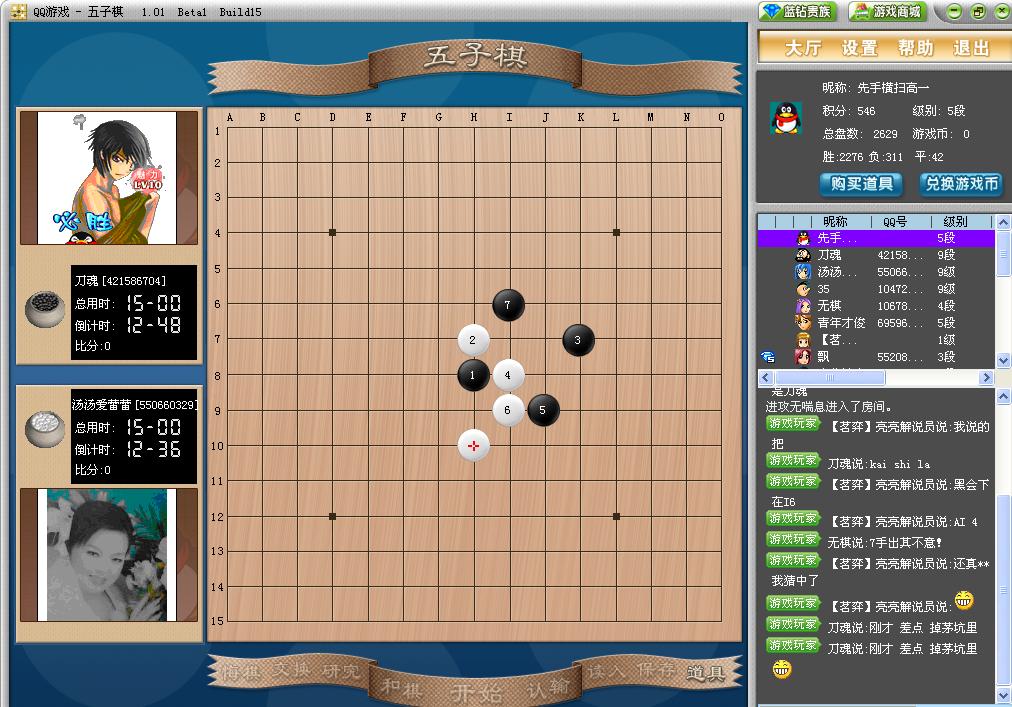 QQ游戏 - 五子棋 1.01 Beta1 Build15
蓝钻贵族
游戏商城
大厅 设置 帮助 退出
五子棋
魅力
LV10
必胜
刀魂 [421586704]
总用时: 15-00
倒计时: 12-48
比分:0
汤汤爱蕾蕾 [550660329]
总用时: 15-00
倒计时: 12-36
比分:0
A B C D E F G H I J K L M N O
1
2
3
4
5
6
7
8
9
10
11
12
13
14
15
7
2
3
1
4
6
5
悔棋 交换 研究 和棋 开始 认输 读入 保存 道具
昵称: 先手横扫高一
积分: 546 级别: 5段
总盘数: 2629 游戏币: 0
胜:2276 负:311 平:42
购买道具 兑换游戏币
昵称 QQ号 级别
先手... 5段
刀魂 42158... 9段
汤汤... 55066... 9级
35 10472... 9级
无棋 10678... 4段
青年才俊 69596... 5段
【茗... 1级
飘 55208... 3段
是刀魂
进攻无喘息进入了房间。
游戏玩家 【茗弈】亮亮解说员说:我说的
把
游戏玩家 刀魂说:kai shi la
游戏玩家 【茗弈】亮亮解说员说:黑会下
在I6
游戏玩家 【茗弈】亮亮解说员说:AI 4
游戏玩家 无棋说:7手出其不意!
游戏玩家 【茗弈】亮亮解说员说:还真**
我猜中了
游戏玩家 【茗弈】亮亮解说员说:
游戏玩家 刀魂说:刚才 差点 掉茅坑里
游戏玩家 刀魂说:刚才 差点 掉茅坑里